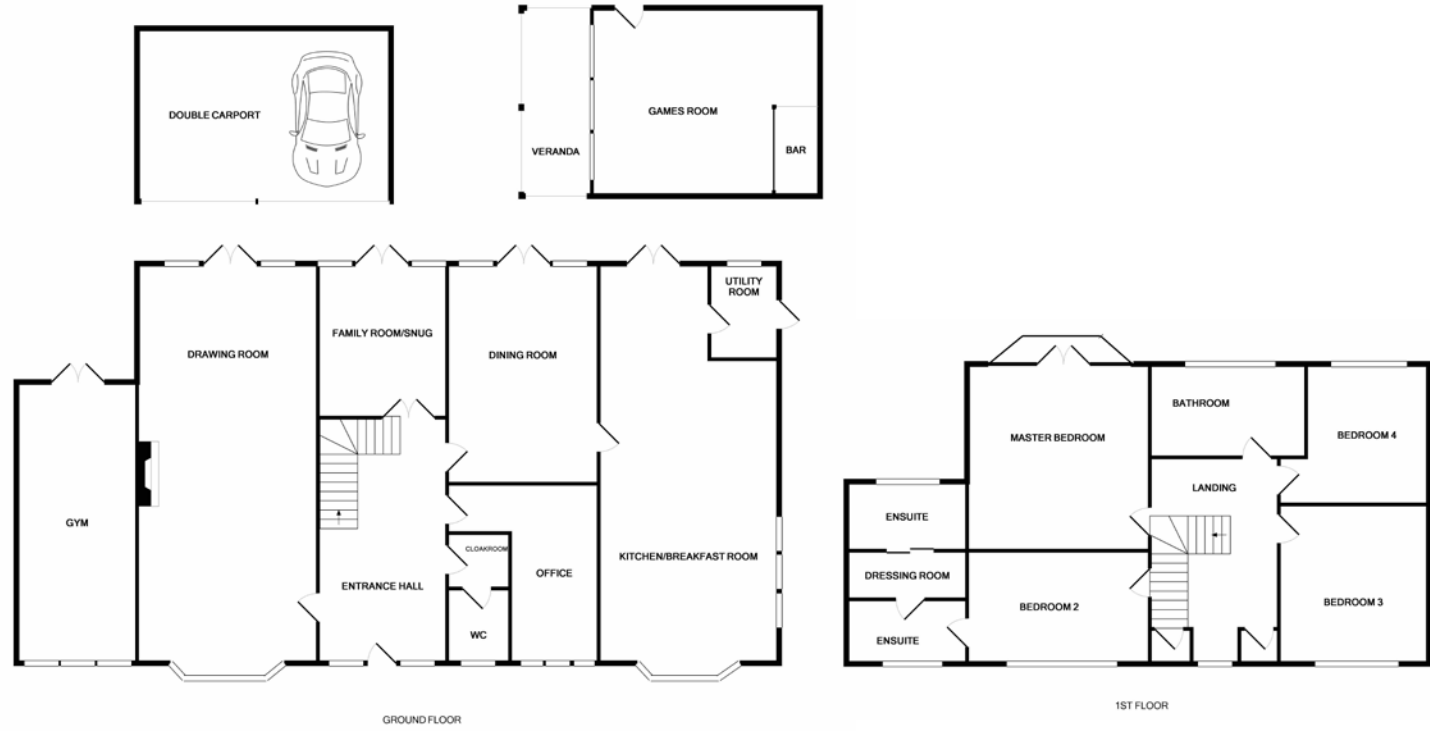 DOUBLE CARPORT
GAMES ROOM
VERANDA
BAR
UTILITY
ROOM
FAMILY ROOM/SNUG
DRAWING ROOM
DINING ROOM
GYM
CLOAKROOM
ENTRANCE HALL
OFFICE
KITCHEN/BREAKFAST ROOM
WC
GROUND FLOOR
BATHROOM
MASTER BEDROOM
BEDROOM 4
LANDING
ENSUITE
DRESSING ROOM
BEDROOM 2
BEDROOM 3
ENSUITE
1ST FLOOR